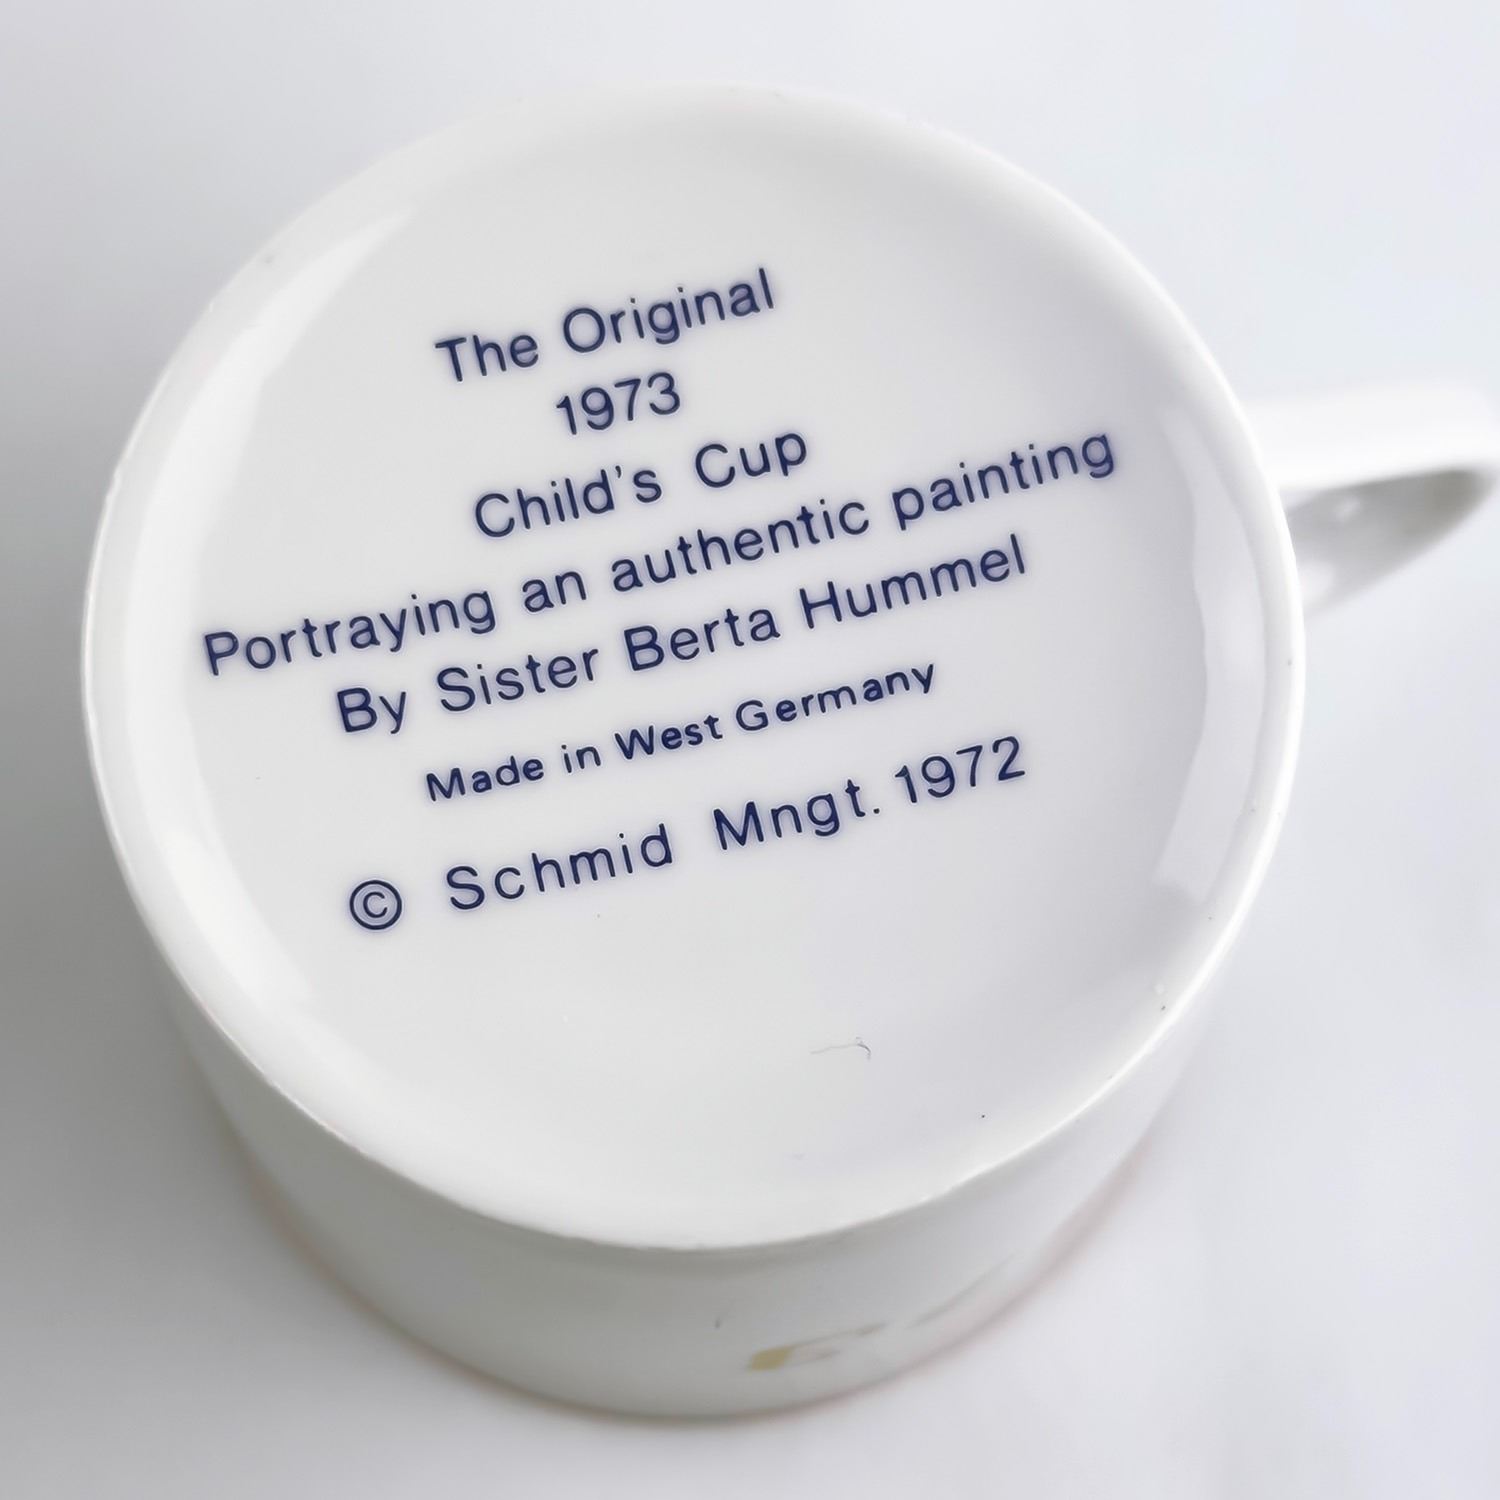 The Original
1973
Child's Cup
Portraying an authentic painting
By Sister Berta Hummel
Made in West Germany
© Schmid Mngt. 1972